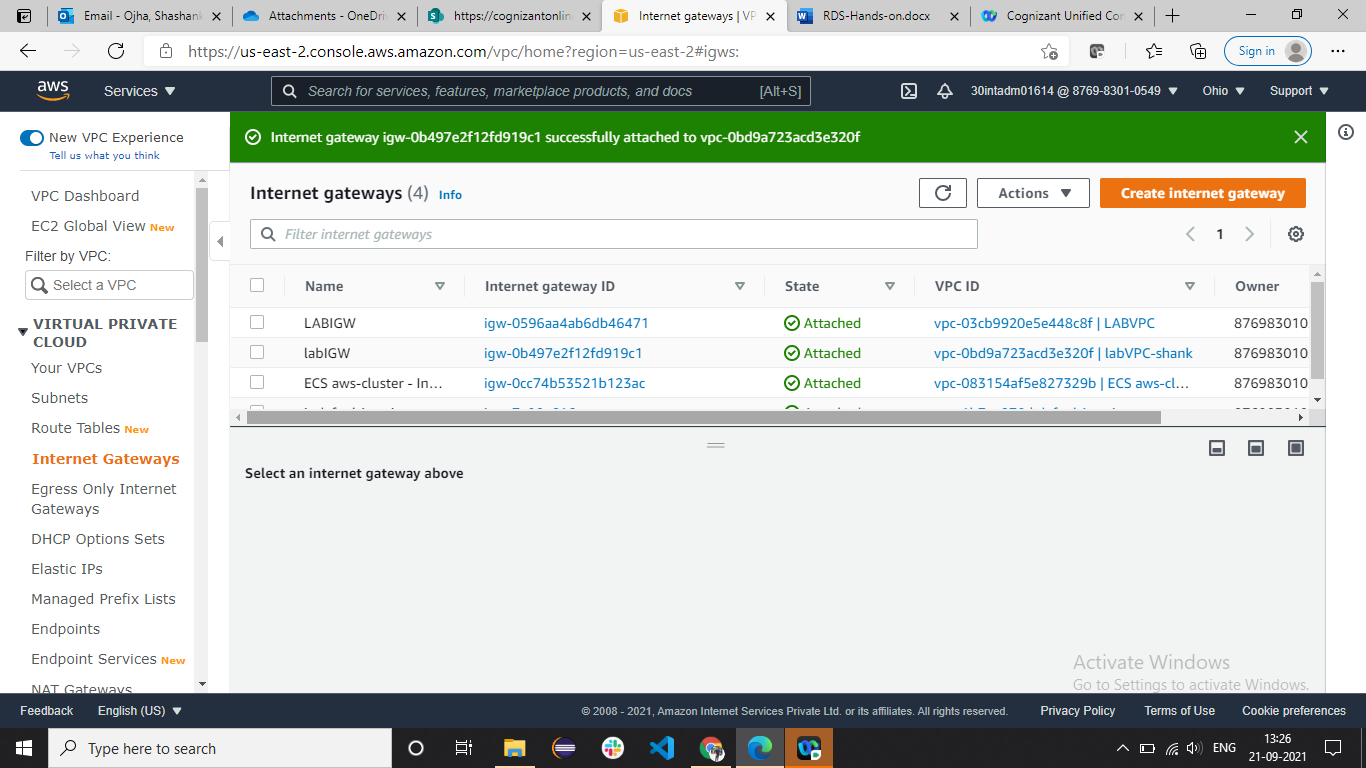 Email - Ojha, Shashank
Attachments - OneDri
https://cognizantonlin
Internet gateways | VP
RDS-Hands-on.docx
Cognizant Unified Con
https://us-east-2.console.aws.amazon.com/vpc/home?region=us-east-2#igws:
Sign in
aws
Services
Search for services, features, marketplace products, and docs
[Alt+S]
30intadm01614 @ 8769-8301-0549
Ohio
Support
New VPC Experience
Tell us what you think
VPC Dashboard
EC2 Global View New
Filter by VPC:
Select a VPC
VIRTUAL PRIVATE
CLOUD
Your VPCs
Subnets
Route Tables New
Internet Gateways
Egress Only Internet
Gateways
DHCP Options Sets
Elastic IPs
Managed Prefix Lists
Endpoints
Endpoint Services New
NAT Gateways
Internet gateway igw-0b497e2f12fd919c1 successfully attached to vpc-0bd9a723acd3e320f
Internet gateways (4) Info
Actions
Create internet gateway
Filter internet gateways
1
Name Internet gateway ID State VPC ID Owner
LABIGW igw-0596aa4ab6db46471 Attached vpc-03cb9920e5e448c8f | LABVPC 876983010
labIGW igw-0b497e2f12fd919c1 Attached vpc-0bd9a723acd3e320f | labVPC-shank 876983010
ECS aws-cluster - In... igw-0cc74b53521b123ac Attached vpc-083154af5e827329b | ECS aws-cl... 876983010
Select an internet gateway above
Activate Windows
Go to Settings to activate Windows.
Feedback
English (US)
© 2008 - 2021, Amazon Internet Services Private Ltd. or its affiliates. All rights reserved.
Privacy Policy
Terms of Use
Cookie preferences
Type here to search
ENG
13:26
21-09-2021